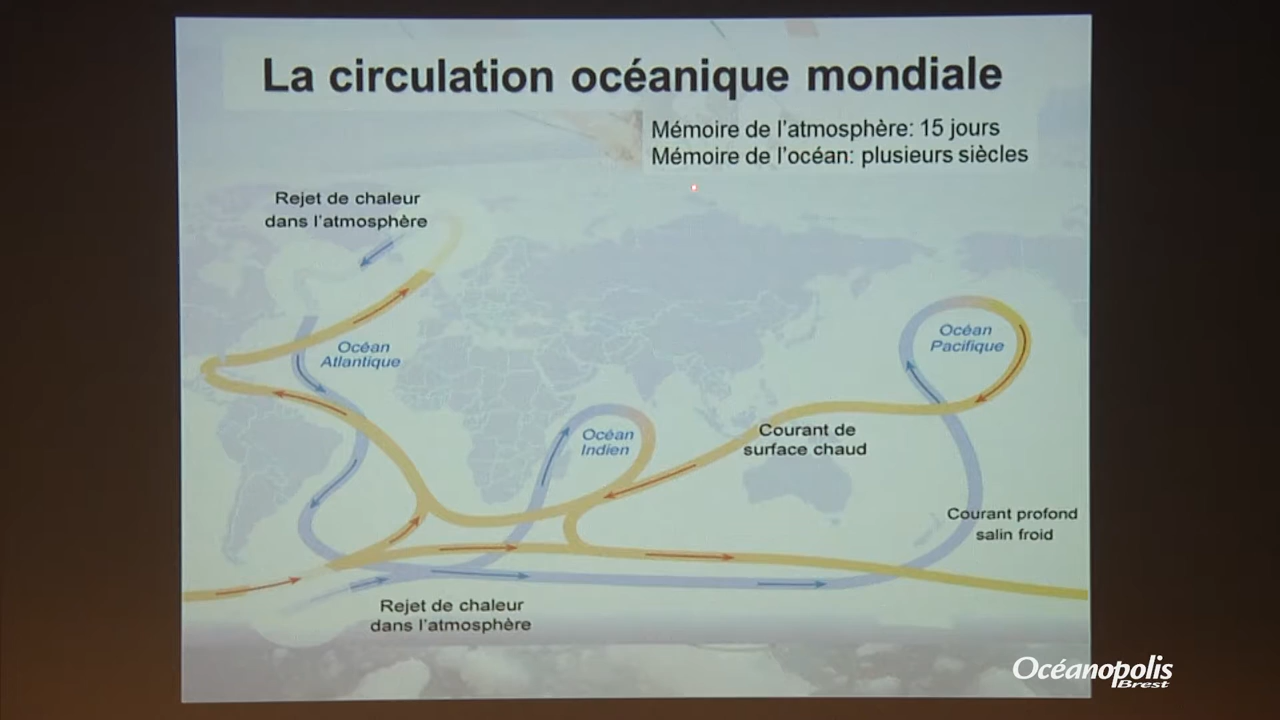 La circulation océanique mondiale
Mémoire de l'atmosphère: 15 jours
Mémoire de l'océan: plusieurs siècles
Rejet de chaleur
dans l'atmosphère
Océan
Atlantique
Océan
Pacifique
Océan
Indien
Courant de
surface chaud
Courant profond
salin froid
Rejet de chaleur
dans l'atmosphère
Océanopolis
Brest